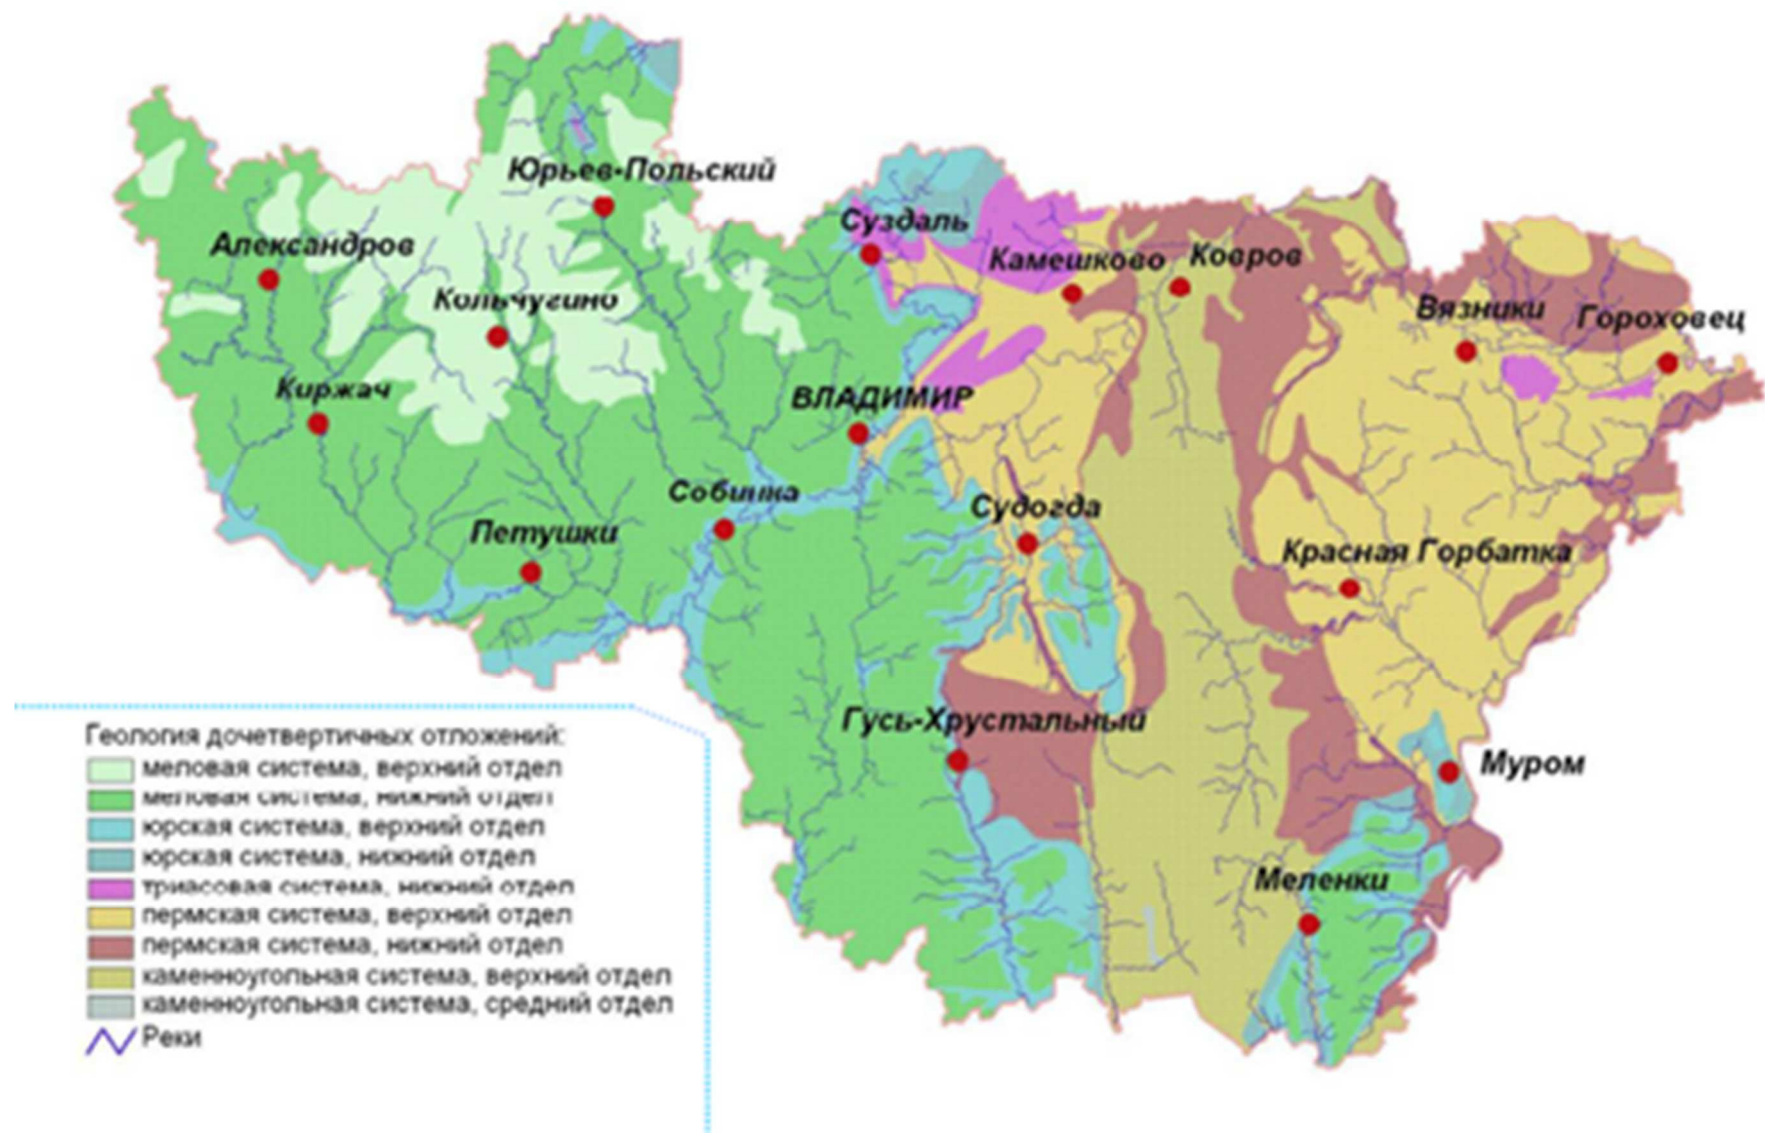 Юрьев-Польский
Суздаль
Александров
Камешково
Ковров
Кольчугино
Вязники
Гороховец
Киржач
ВЛАДИМИР
Собинка
Судогда
Петушки
Красная Горбатка
Гусь-Хрустальный
Муром
Меленки
Геология дочетвертичных отложений:
меловая система, верхний отдел
меловая система, нижний отдел
юрская система, верхний отдел
юрская система, нижний отдел
триасовая система, нижний отдел
пермская система, верхний отдел
пермская система, нижний отдел
каменноугольная система, верхний отдел
каменноугольная система, средний отдел
Реки